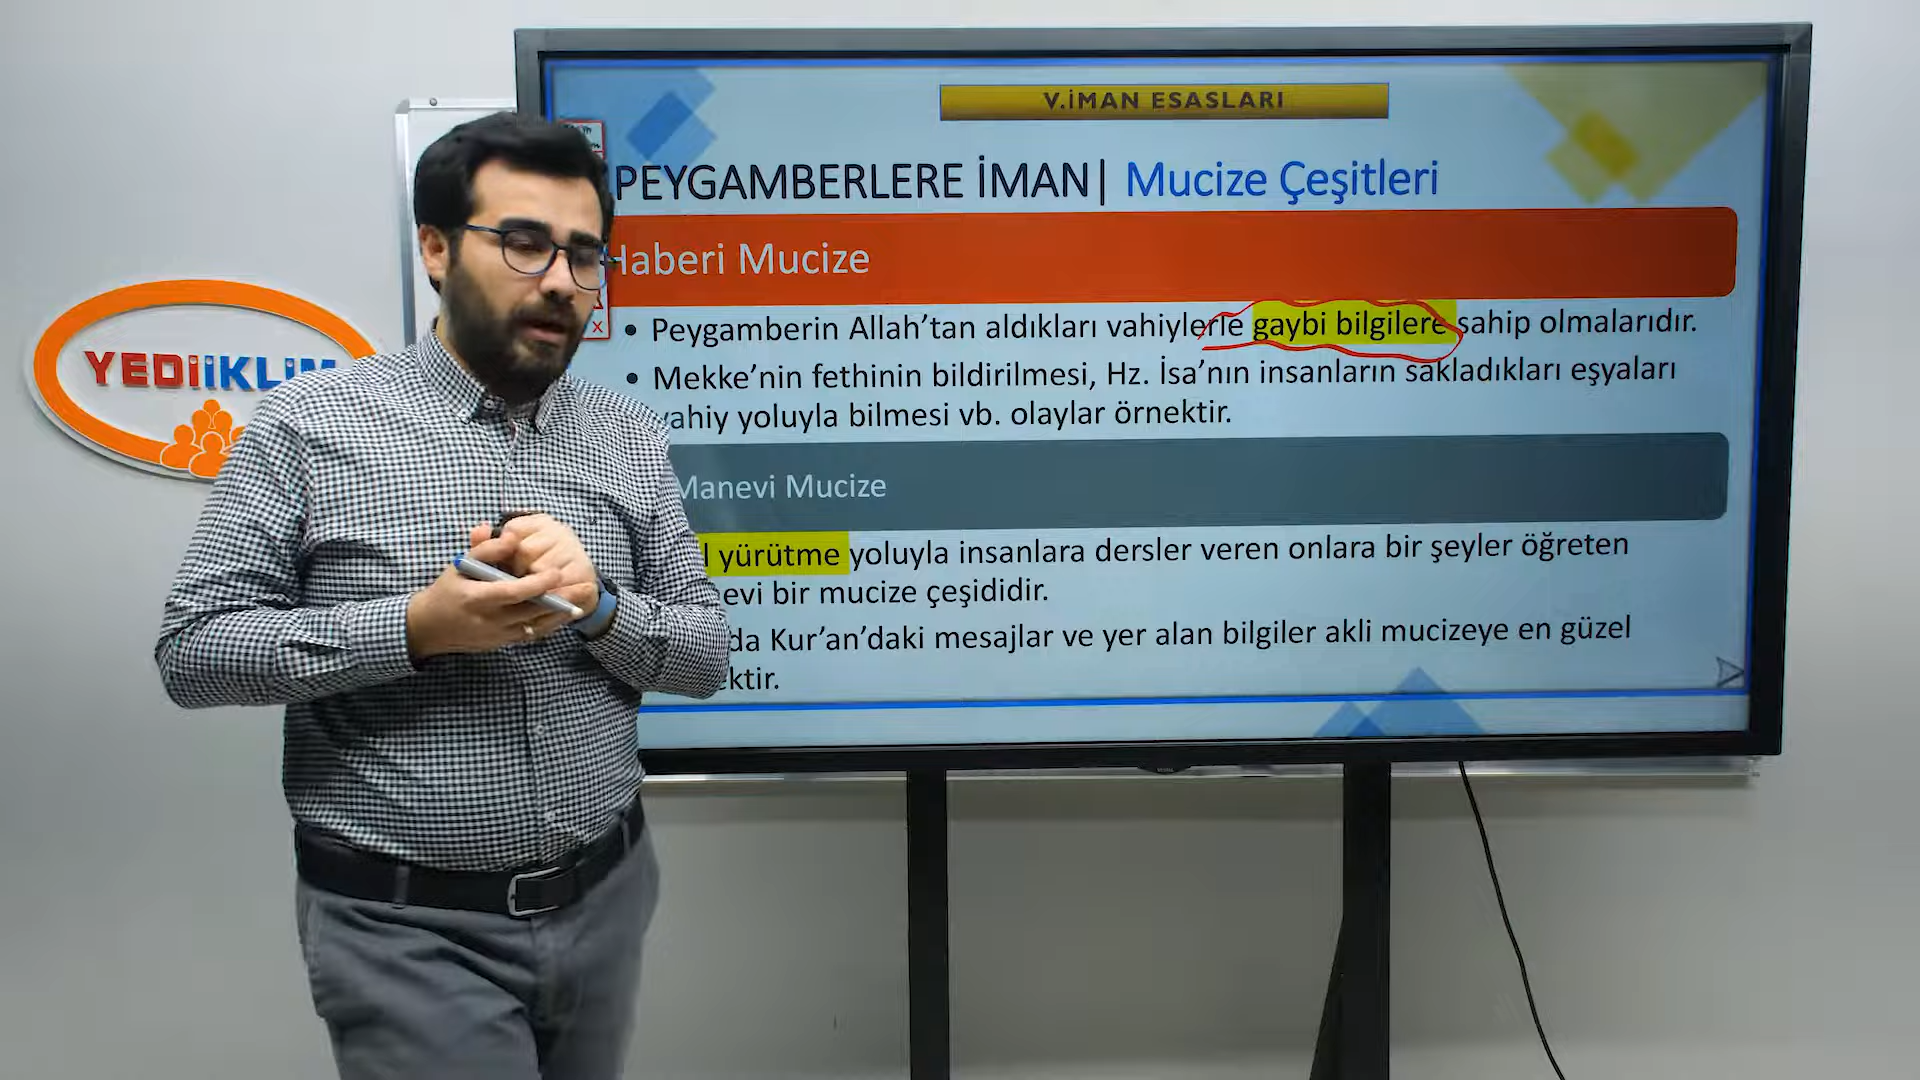 V.İMAN ESASLARI
PEYGAMBERLERE İMAN| Mucize Çeşitleri
Haberi Mucize
• Peygamberin Allah’tan aldıkları vahiylerle gaybi bilgilere sahip olmalarıdır.
• Mekke’nin fethinin bildirilmesi, Hz. İsa’nın insanların sakladıkları eşyaları
vahiy yoluyla bilmesi vb. olaylar örnektir.
Manevi Mucize
yürütme yoluyla insanlara dersler veren onlara bir şeyler öğreten
bir mucize çeşididir.
Kur’an’daki mesajlar ve yer alan bilgiler akli mucizeye en güzel
YEDİİKLİM